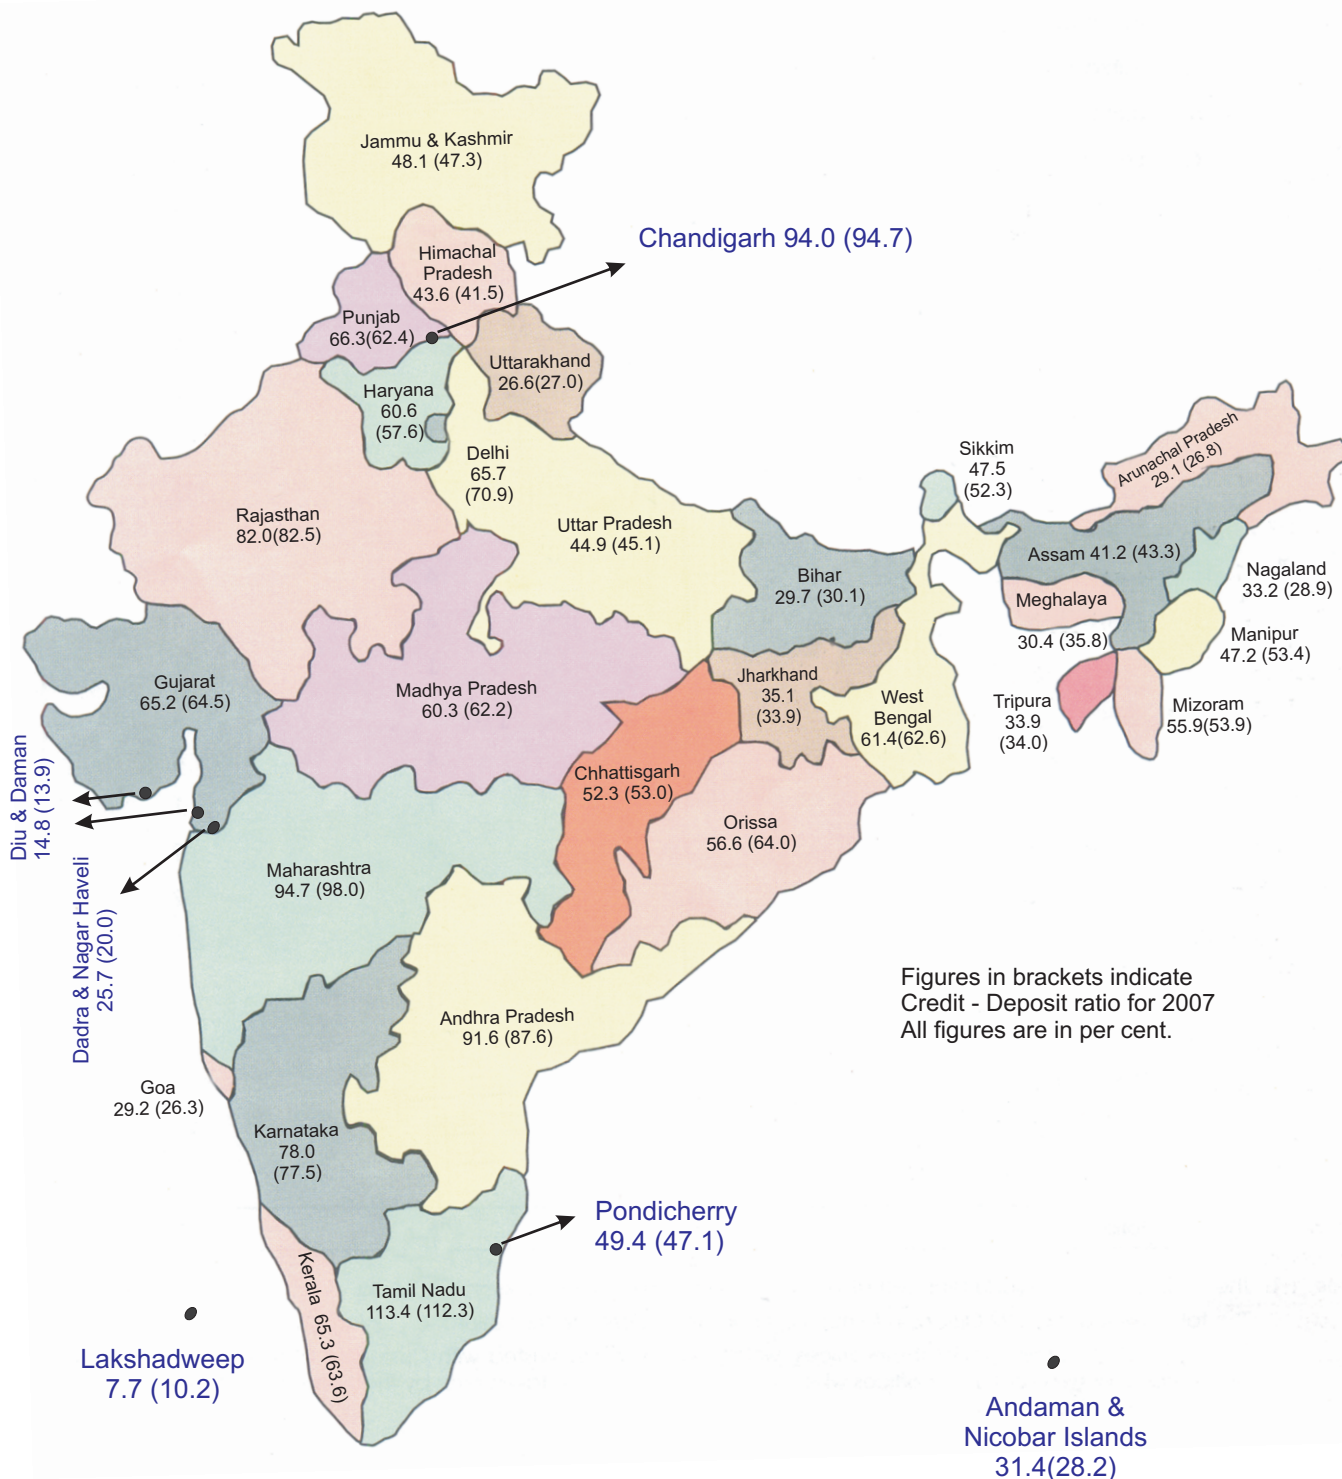 Jammu & Kashmir
48.1 (47.3)
Chandigarh 94.0 (94.7)
Himachal
Pradesh
43.6 (41.5)
Punjab
66.3(62.4)
Uttarakhand
26.6(27.0)
Haryana
60.6
(57.6)
Delhi
65.7
(70.9)
Sikkim
47.5
(52.3)
Arunachal Pradesh
29.1 (26.8)
Rajasthan
82.0(82.5)
Uttar Pradesh
44.9 (45.1)
Bihar
29.7 (30.1)
Assam 41.2 (43.3)
Nagaland
33.2 (28.9)
Meghalaya
30.4 (35.8)
Manipur
47.2 (53.4)
Gujarat
65.2 (64.5)
Madhya Pradesh
60.3 (62.2)
Jharkhand
35.1
(33.9)
West
Bengal
61.4(62.6)
Tripura
33.9
(34.0)
Mizoram
55.9(53.9)
Diu & Daman
14.8 (13.9)
Chhattisgarh
52.3 (53.0)
Orissa
56.6 (64.0)
Maharashtra
94.7 (98.0)
Dadra & Nagar Haveli
25.7 (20.0)
Figures in brackets indicate
Credit - Deposit ratio for 2007
All figures are in per cent.
Andhra Pradesh
91.6 (87.6)
Goa
29.2 (26.3)
Karnataka
78.0
(77.5)
Pondicherry
49.4 (47.1)
Kerala 65.3 (63.6)
Tamil Nadu
113.4 (112.3)
Lakshadweep
7.7 (10.2)
Andaman &
Nicobar Islands
31.4(28.2)